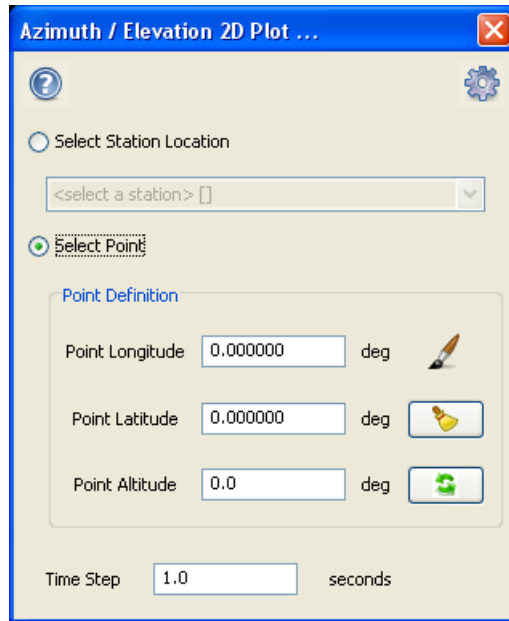 Azimuth / Elevation 2D Plot ...
Select Station Location
<select a station> []
Select Point
Point Definition
Point Longitude 0.000000 deg
Point Latitude 0.000000 deg
Point Altitude 0.0 deg
Time Step 1.0 seconds